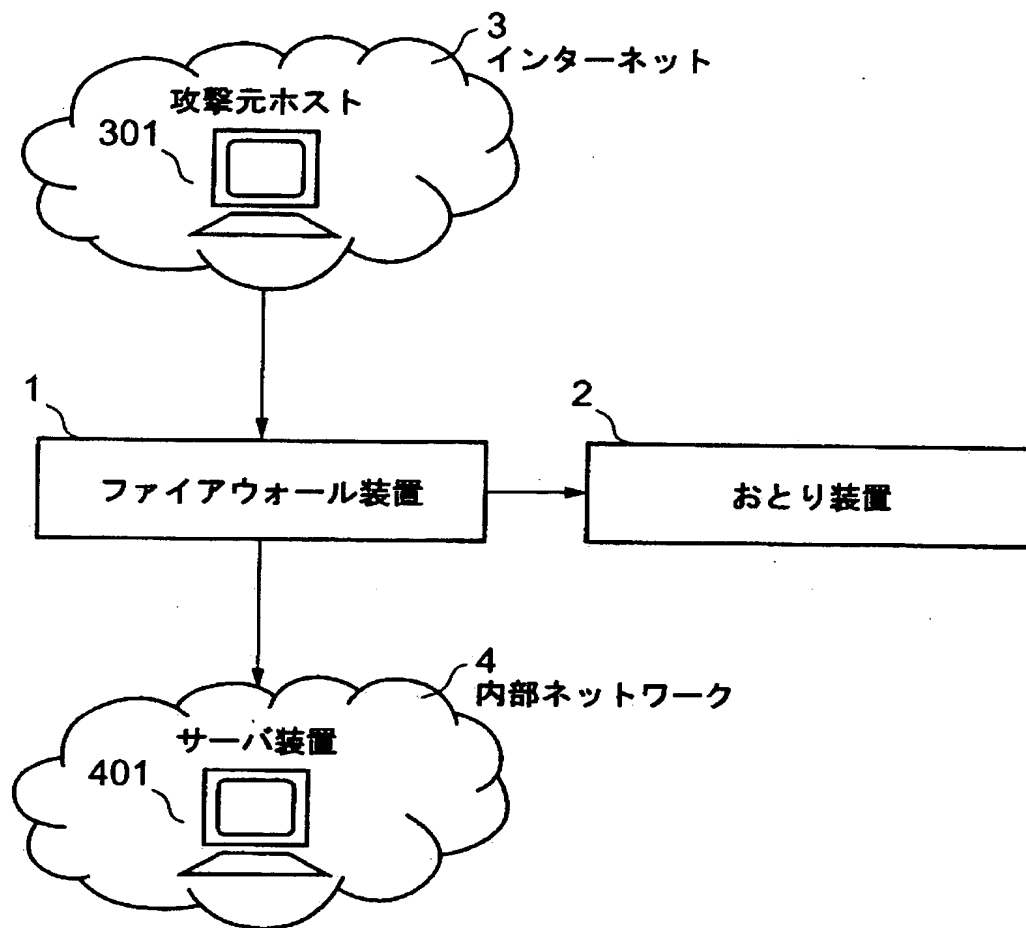 3
インターネット
攻撃元ホスト
301
1
2
ファイアウォール装置
おとり装置
4
内部ネットワーク
サーバ装置
401